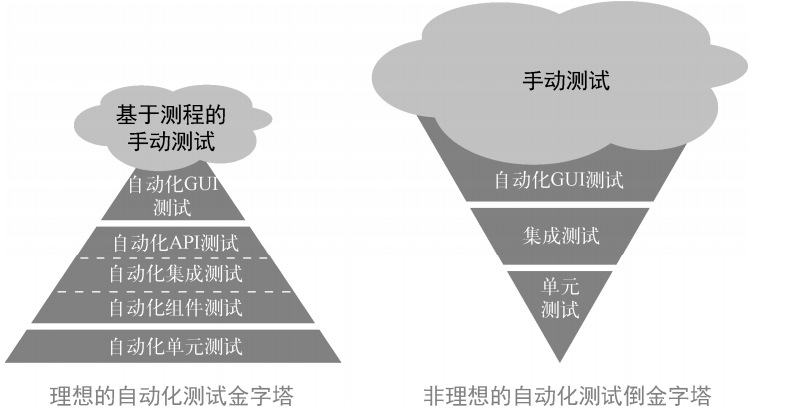 基于测程的
手动测试
自动化GUI
测试
自动化API测试
自动化集成测试
自动化组件测试
自动化单元测试
理想的自动化测试金字塔
手动测试
自动化GUI测试
集成测试
单元
测试
非理想的自动化测试倒金字塔